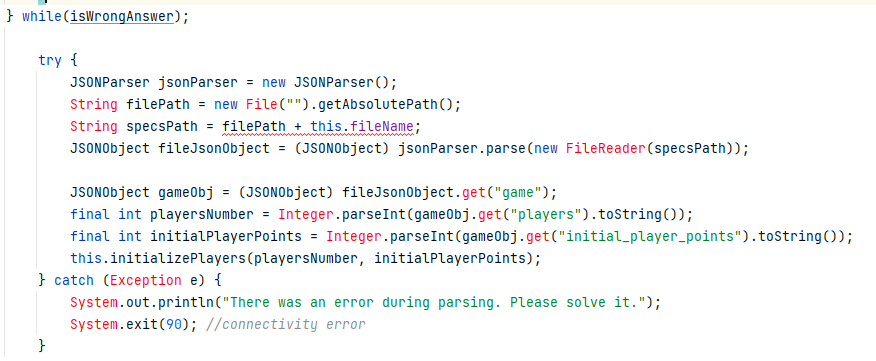 } while(isWrongAnswer);
try {
JSONParser jsonParser = new JSONParser();
String filePath = new File("").getAbsolutePath();
String specsPath = filePath + this.fileName;
JSONObject fileJsonObject = (JSONObject) jsonParser.parse(new FileReader(specsPath));
JSONObject gameObj = (JSONObject) fileJsonObject.get("game");
final int playersNumber = Integer.parseInt(gameObj.get("players").toString());
final int initialPlayerPoints = Integer.parseInt(gameObj.get("initial_player_points").toString());
this.initializePlayers(playersNumber, initialPlayerPoints);
} catch (Exception e) {
System.out.println("There was an error during parsing. Please solve it.");
System.exit(90); //connectivity error
}